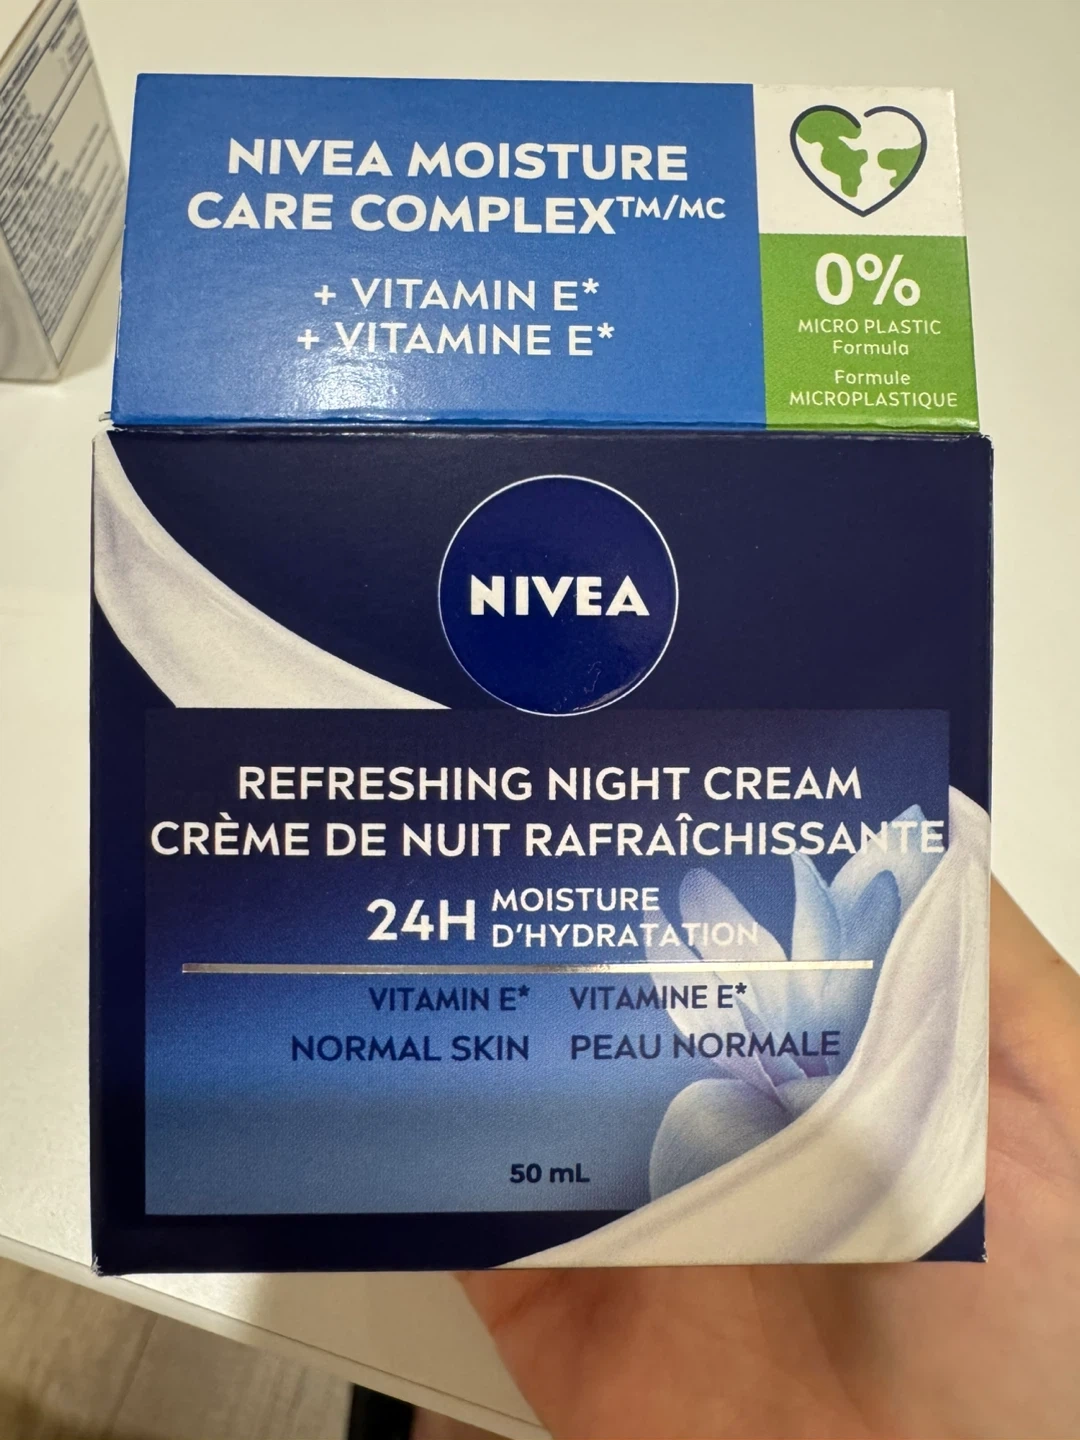 NIVEA MOISTURE
CARE COMPLEX™/MC
+ VITAMIN E*
+ VITAMINE E*
0%
MICRO PLASTIC
Formula
Formule
MICROPLASTIQUE
NIVEA
REFRESHING NIGHT CREAM
CRÈME DE NUIT RAFRAÎCHISSANTE
24H MOISTURE
D'HYDRATATION
VITAMIN E* VITAMINE E*
NORMAL SKIN PEAU NORMALE
50 mL